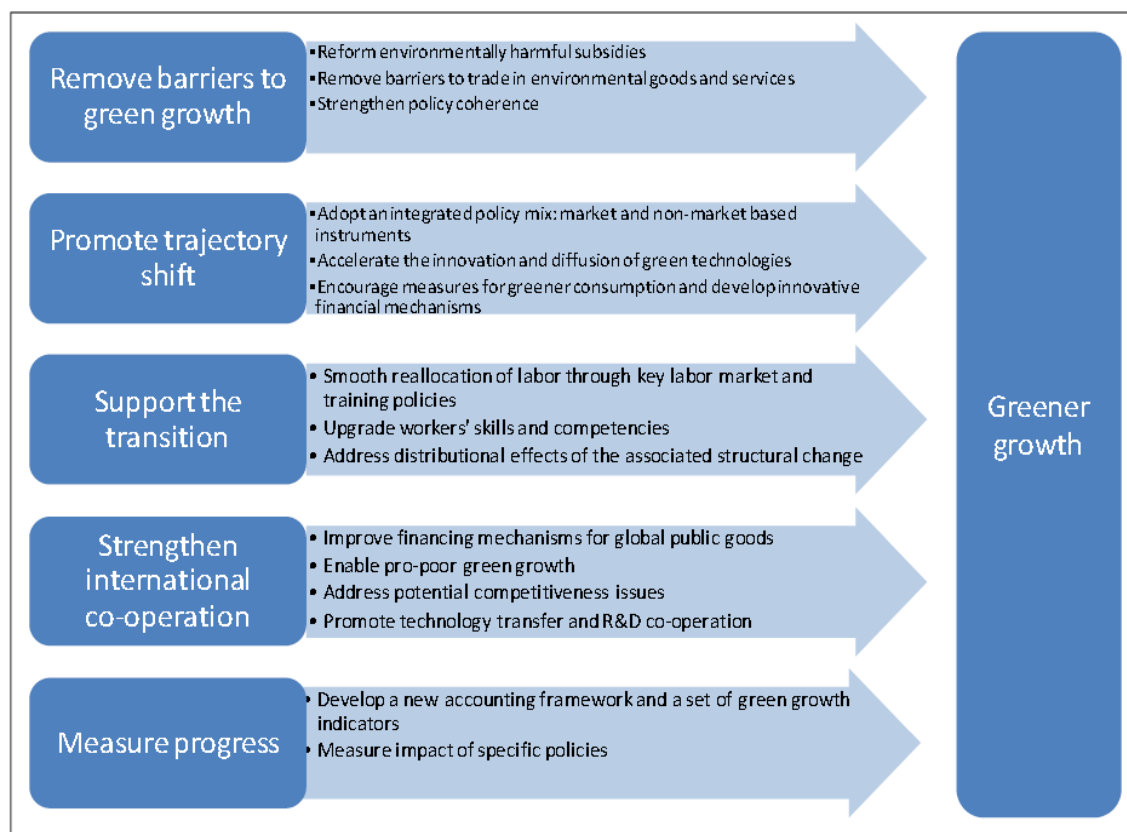 Remove barriers to
green growth
▪Reform environmentally harmful subsidies
▪Remove barriers to trade in environmental goods and services
▪Strengthen policy coherence
Promote trajectory
shift
▪Adopt an integrated policy mix: market and non-market based
instruments
▪Accelerate the innovation and diffusion of green technologies
▪Encourage measures for greener consumption and develop innovative
financial mechanisms
Support the
transition
• Smooth reallocation of labor through key labor market and
training policies
• Upgrade workers' skills and competencies
• Address distributional effects of the associated structural change
Strengthen
international
co-operation
• Improve financing mechanisms for global public goods
• Enable pro-poor green growth
• Address potential competitiveness issues
• Promote technology transfer and R&D co-operation
Measure progress
• Develop a new accounting framework and a set of green growth
indicators
• Measure impact of specific policies
Greener
growth